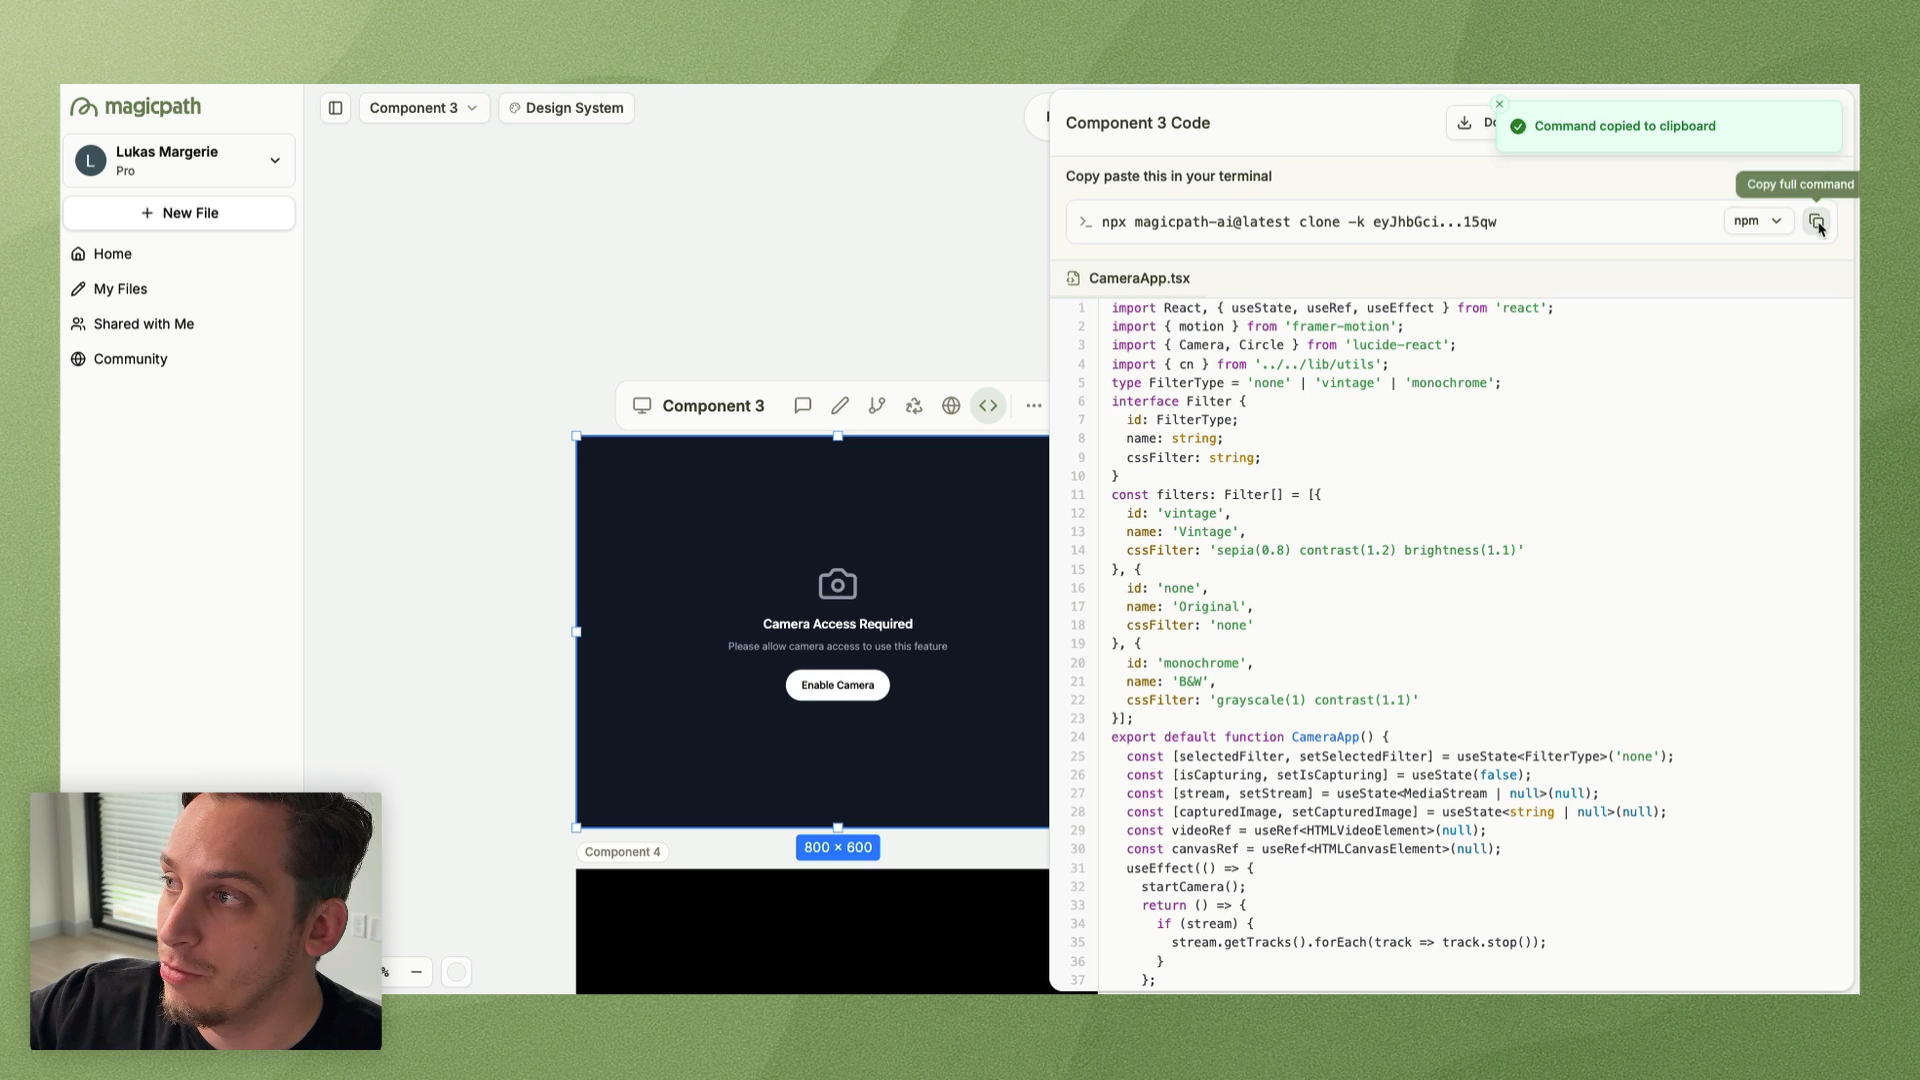 magicpath
L
Lukas Margerie
Pro
+ New File
Home
My Files
Shared with Me
Community
Component 3
Design System
Component 3
Camera Access Required
Please allow camera access to use this feature
Enable Camera
800 × 600
Component 4
%
Component 3 Code
Command copied to clipboard
Copy paste this in your terminal
Copy full command
>_ npx magicpath-ai@latest clone -k eyJhbGci...15qw
npm
CameraApp.tsx
1 import React, { useState, useRef, useEffect } from 'react';
2 import { motion } from 'framer-motion';
3 import { Camera, Circle } from 'lucide-react';
4 import { cn } from '../../lib/utils';
5 type FilterType = 'none' | 'vintage' | 'monochrome';
6 interface Filter {
7 id: FilterType;
8 name: string;
9 cssFilter: string;
10 }
11 const filters: Filter[] = [{
12 id: 'vintage',
13 name: 'Vintage',
14 cssFilter: 'sepia(0.8) contrast(1.2) brightness(1.1)'
15 }, {
16 id: 'none',
17 name: 'Original',
18 cssFilter: 'none'
19 }, {
20 id: 'monochrome',
21 name: 'B&W',
22 cssFilter: 'grayscale(1) contrast(1.1)'
23 }];
24 export default function CameraApp() {
25 const [selectedFilter, setSelectedFilter] = useState<FilterType>('none');
26 const [isCapturing, setIsCapturing] = useState(false);
27 const [stream, setStream] = useState<MediaStream | null>(null);
28 const [capturedImage, setCapturedImage] = useState<string | null>(null);
29 const videoRef = useRef<HTMLVideoElement>(null);
30 const canvasRef = useRef<HTMLCanvasElement>(null);
31 useEffect(() => {
32 startCamera();
33 return () => {
34 if (stream) {
35 stream.getTracks().forEach(track => track.stop());
36 }
37 };